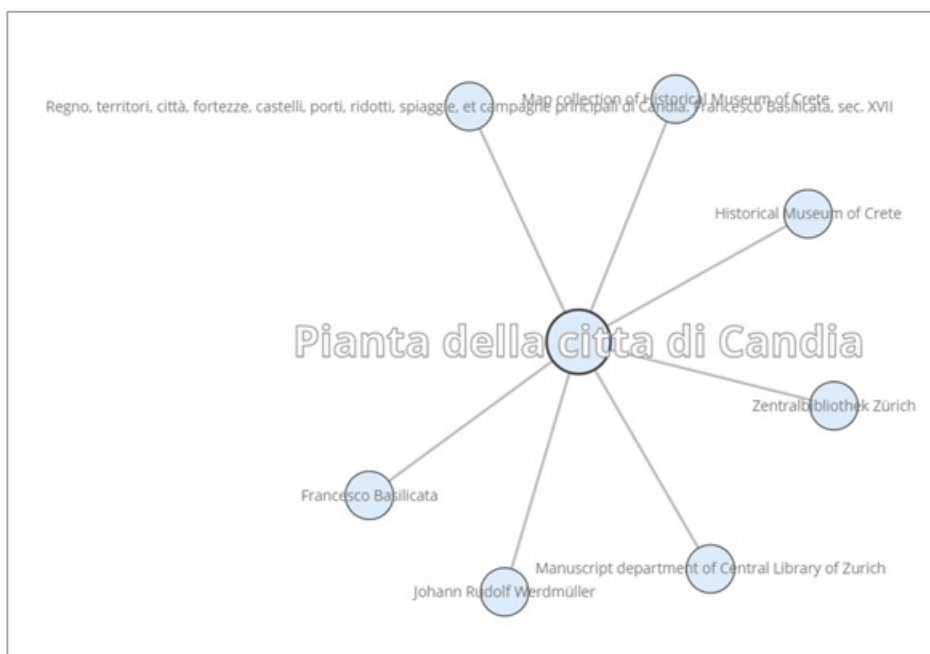 Map collection of Historical Museum of Crete
Regno, territori, città, fortezze, castelli, porti, ridotti, spiaggie, et campagne principali di Candia. Francesco Basilicata, sec. XVII
Historical Museum of Crete
Pianta della citta di Candia
Zentralbibliothek Zürich
Francesco Basilicata
Manuscript department of Central Library of Zurich
Johann Rudolf Werdmüller